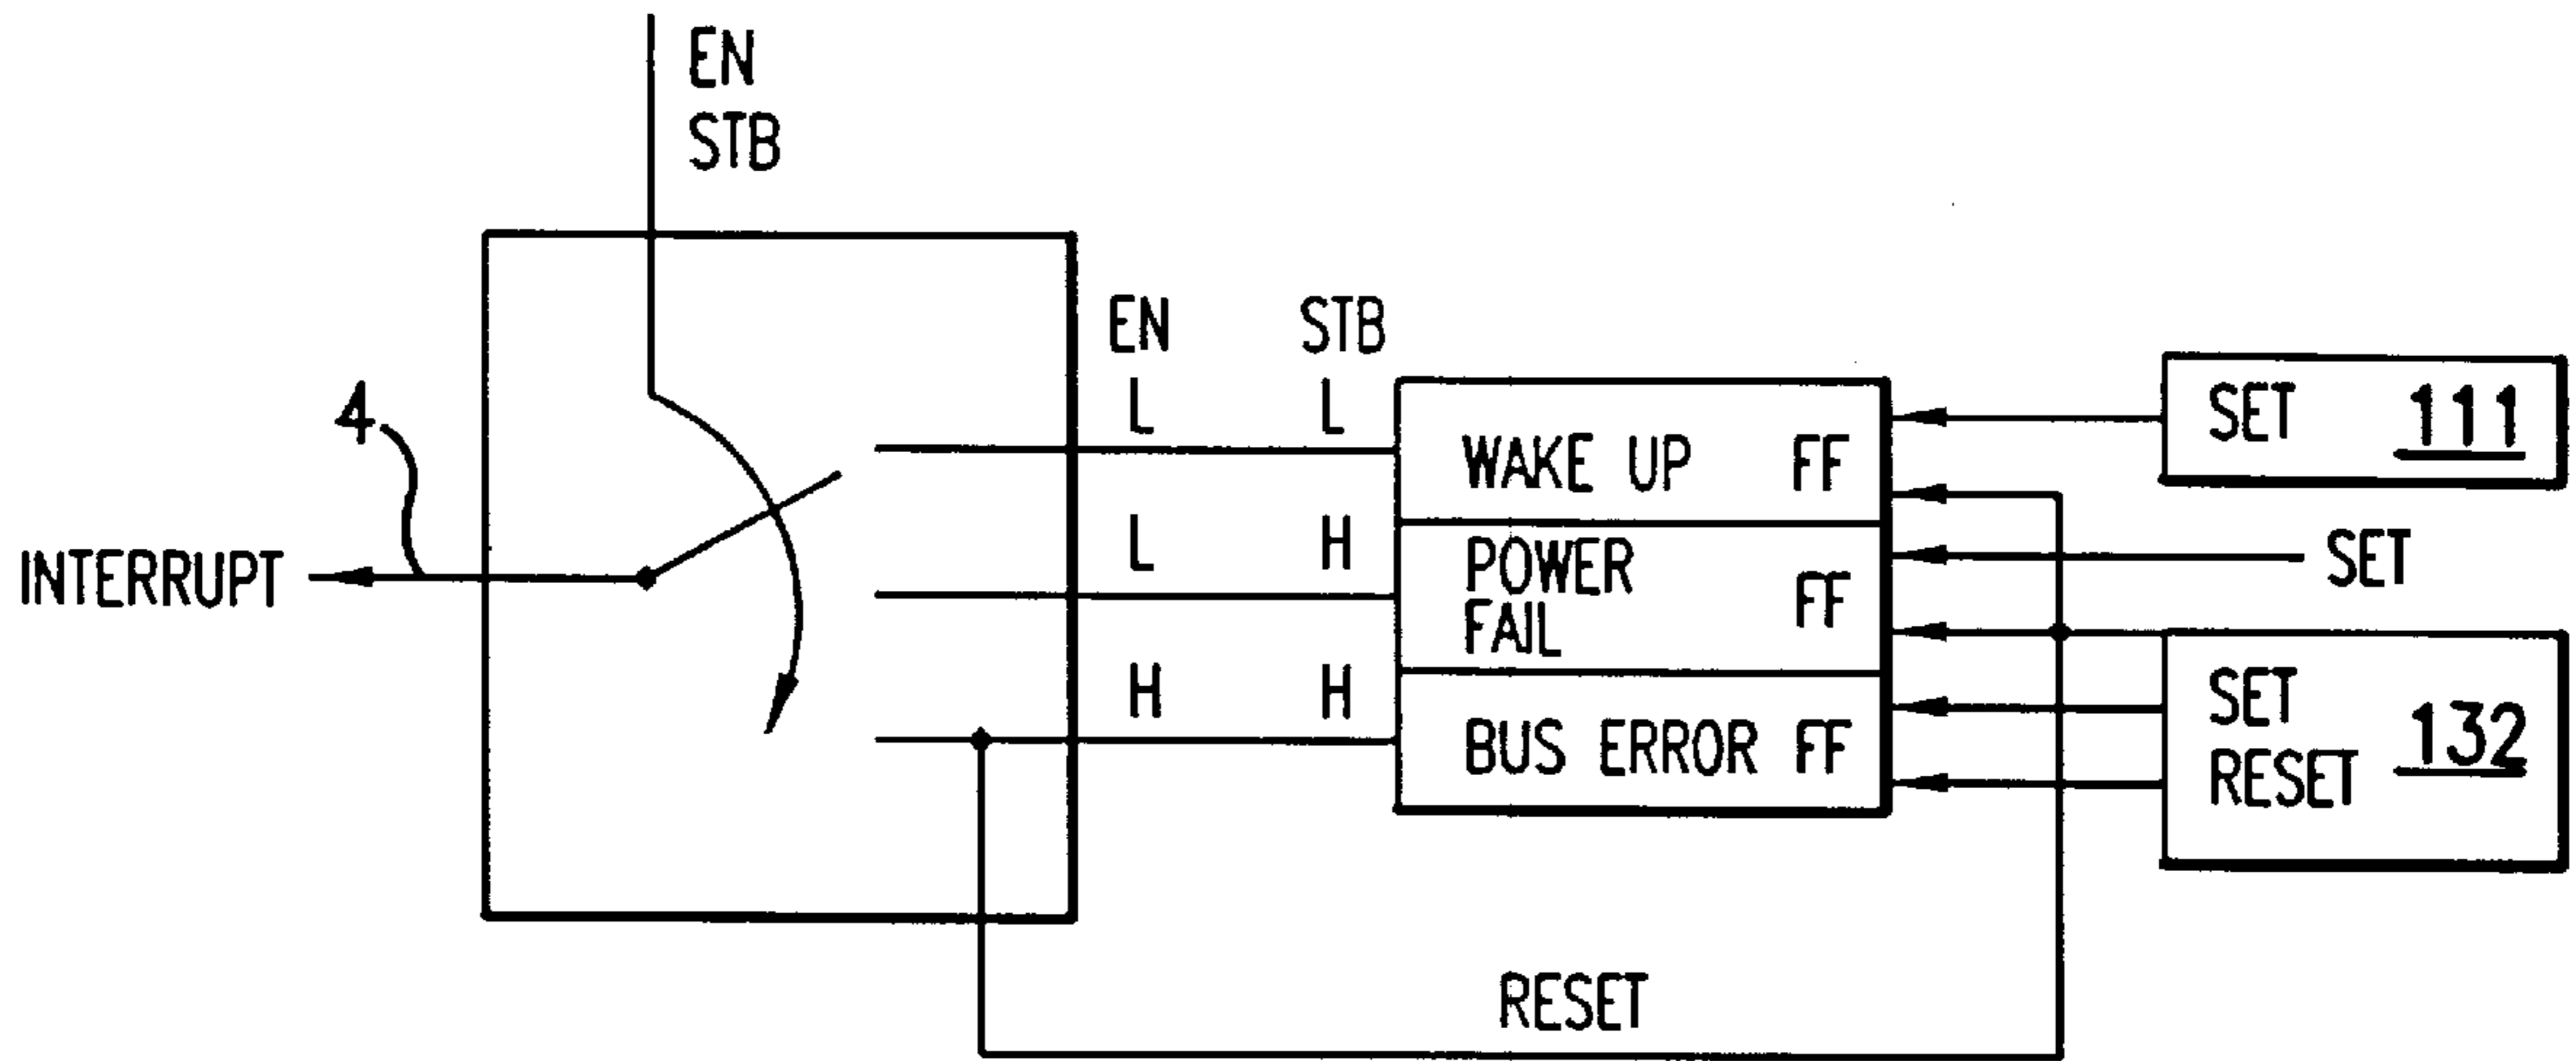 EN
STB
EN STB
L L
4
WAKE UP FF
SET 111
L H
INTERRUPT
POWER
FAIL FF
SET
H H
BUS ERROR FF
SET
RESET 132
RESET